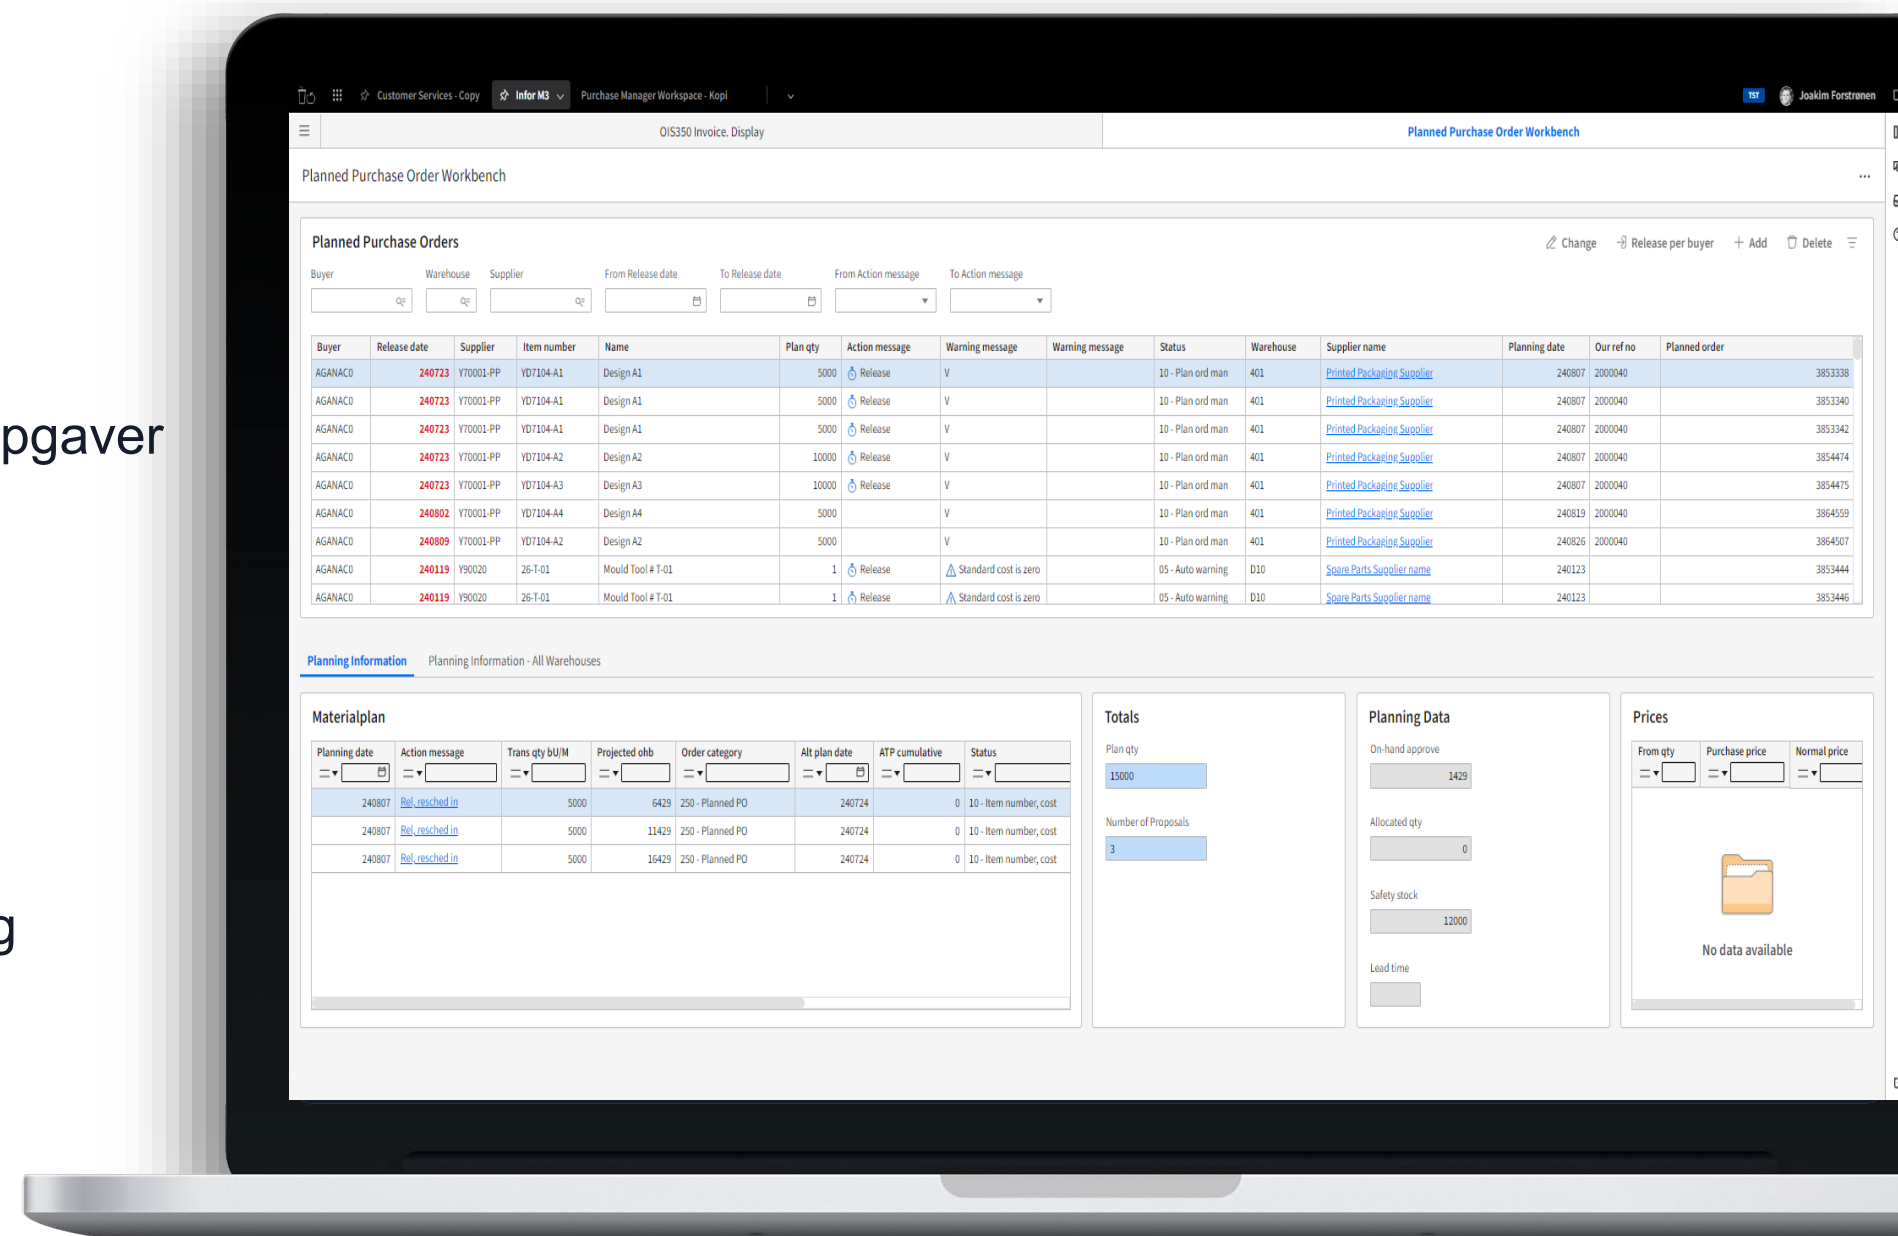 Customer Services - Copy Infor M3 Purchase Manager Workspace - Kopi TST Joakim Forstrønen
OIS350 Invoice. Display Planned Purchase Order Workbench
Planned Purchase Order Workbench ...
Planned Purchase Orders Change Release per buyer Add Delete
Buyer Warehouse Supplier From Release date To Release date From Action message To Action message
Buyer Release date Supplier Item number Name Plan qty Action message Warning message Warning message Status Warehouse Supplier name Planning date Our ref no Planned order
AGANAC0 240723 Y70001-PP YD7104-A1 Design A1 5000 Release V 10 - Plan ord man 401 Printed Packaging Supplier 240807 2000040 3853338
AGANAC0 240723 Y70001-PP YD7104-A1 Design A1 5000 Release V 10 - Plan ord man 401 Printed Packaging Supplier 240807 2000040 3853340
AGANAC0 240723 Y70001-PP YD7104-A1 Design A1 5000 Release V 10 - Plan ord man 401 Printed Packaging Supplier 240807 2000040 3853342
pgaver
AGANAC0 240723 Y70001-PP YD7104-A2 Design A2 10000 Release V 10 - Plan ord man 401 Printed Packaging Supplier 240807 2000040 3854474
AGANAC0 240723 Y70001-PP YD7104-A3 Design A3 10000 Release V 10 - Plan ord man 401 Printed Packaging Supplier 240807 2000040 3854475
AGANAC0 240802 Y70001-PP YD7104-A4 Design A4 5000 V 10 - Plan ord man 401 Printed Packaging Supplier 240819 2000040 3864559
AGANAC0 240809 Y70001-PP YD7104-A2 Design A2 5000 V 10 - Plan ord man 401 Printed Packaging Supplier 240826 2000040 3864507
AGANAC0 240119 Y90020 26-T-01 Mould Tool # T-01 1 Release Standard cost is zero 05 - Auto warning D10 Spare Parts Supplier name 240123 3853444
AGANAC0 240119 Y90020 26-T-01 Mould Tool # T-01 1 Release Standard cost is zero 05 - Auto warning D10 Spare Parts Supplier name 240123 3853446
Planning Information Planning Information - All Warehouses
Materialplan Totals Planning Data Prices
Planning date Action message Trans qty bU/M Projected ohb Order category Alt plan date ATP cumulative Status Plan qty On-hand approve From qty Purchase price Normal price
15000 1429
240807 Rel, resched in 5000 6429 250 - Planned PO 240724 0 10 - Item number, cost
Number of Proposals Allocated qty
240807 Rel, resched in 5000 11429 250 - Planned PO 240724 0 10 - Item number, cost
3 0
240807 Rel, resched in 5000 16429 250 - Planned PO 240724 0 10 - Item number, cost
Safety stock
12000
g
No data available
Lead time